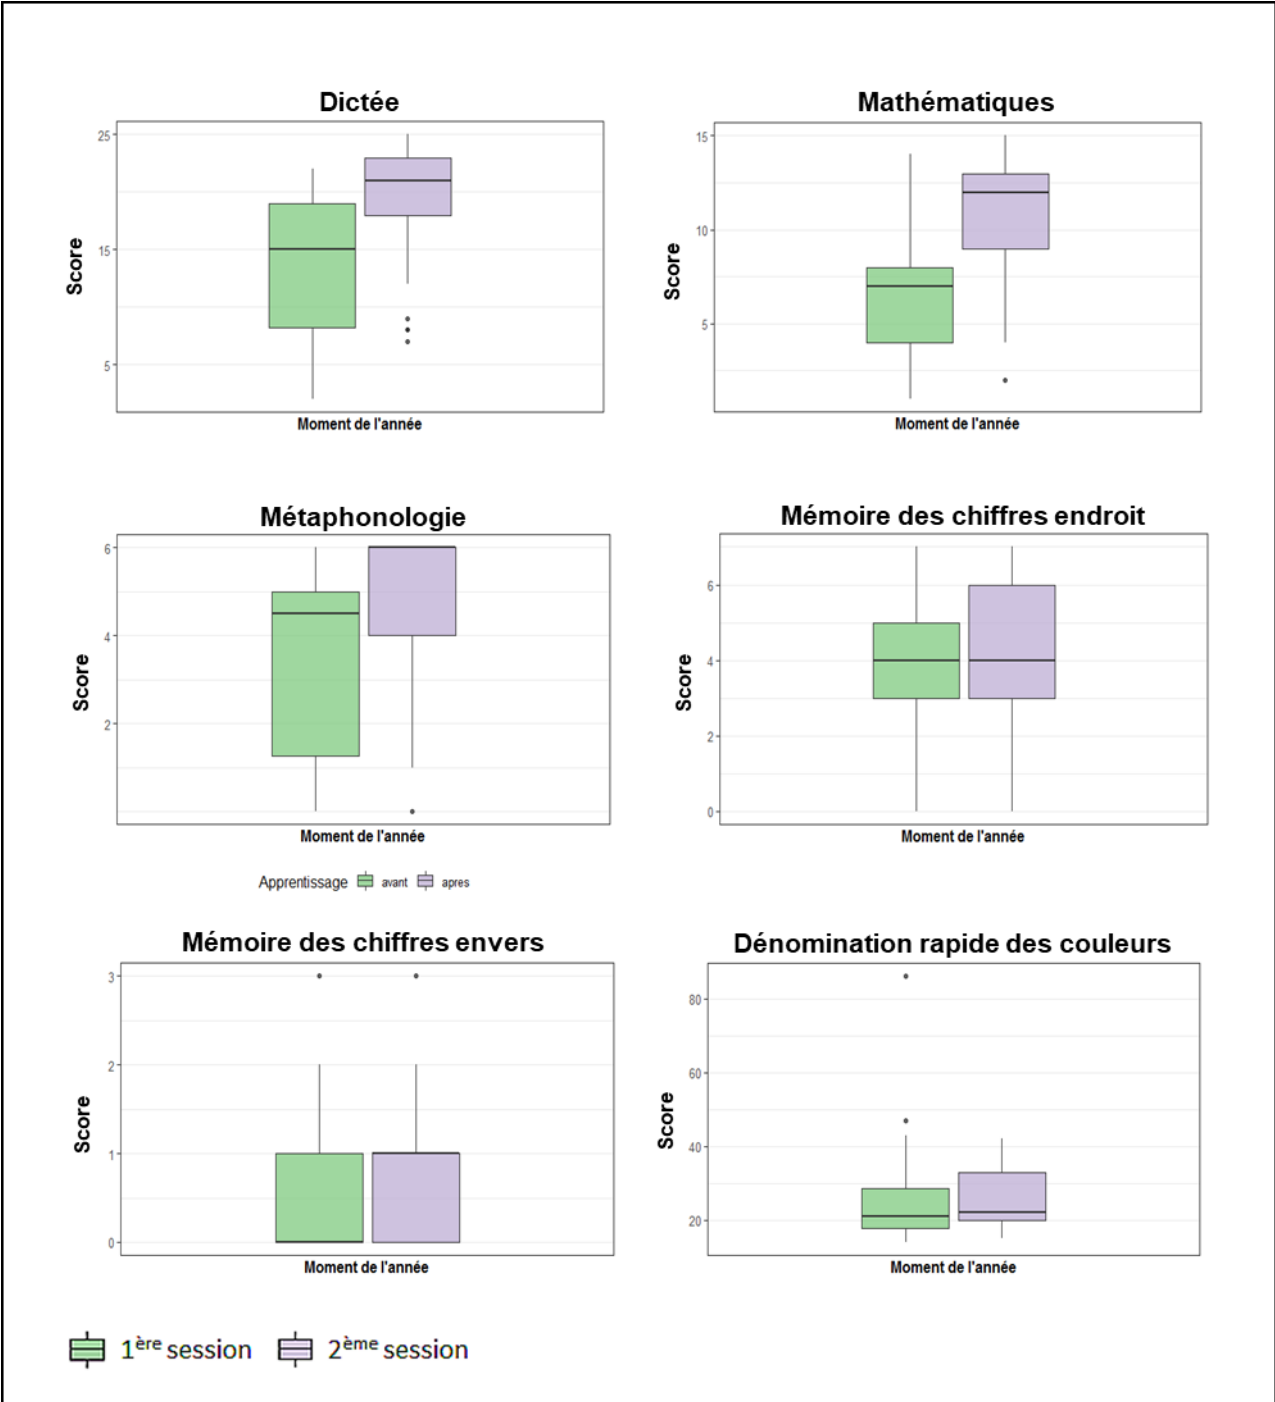 Dictée
25
15
5
Score
Moment de l'année
Mathématiques
15
10
5
Score
Moment de l'année
Métaphonologie
6
4
2
Score
Moment de l'année
Apprentissage avant apres
Mémoire des chiffres endroit
6
4
2
0
Score
Moment de l'année
Mémoire des chiffres envers
3
2
1
0
Score
Moment de l'année
Dénomination rapide des couleurs
80
60
40
20
Score
Moment de l'année
1ère session 2ème session